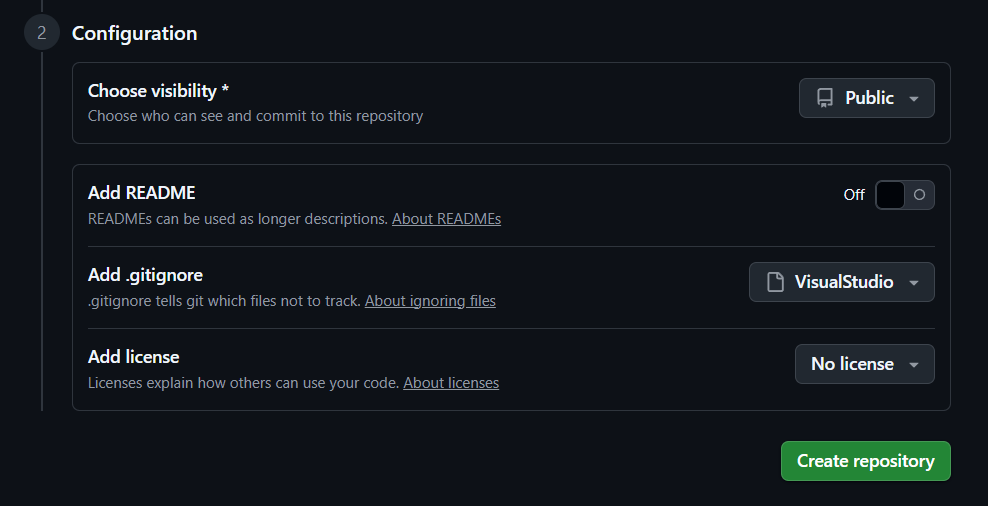 2
Configuration
Choose visibility *
Choose who can see and commit to this repository
Public
Add README
READMEs can be used as longer descriptions. About READMEs
Off
Add .gitignore
.gitignore tells git which files not to track. About ignoring files
VisualStudio
Add license
Licenses explain how others can use your code. About licenses
No license
Create repository